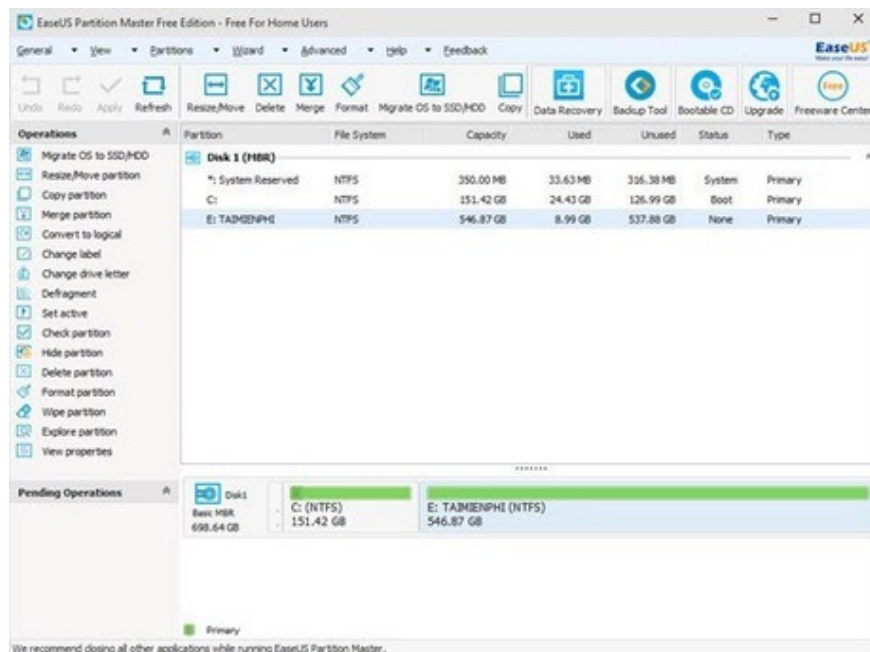 EaseUS Partition Master Free Edition - Free For Home Users
General View Partitions Wizard Advanced Help Feedback
EaseUS
Make your life easy!
Undo Redo Apply Refresh Resize/Move Delete Merge Format Migrate OS to SSD/HDD Copy Data Recovery Backup Tool Bootable CD Upgrade Freeware Center
Free
Operations
Migrate OS to SSD/HDD
Resize/Move partition
Copy partition
Merge partition
Convert to logical
Change label
Change drive letter
Defragment
Set active
Check partition
Hide partition
Delete partition
Format partition
Wipe partition
Explore partition
View properties
Partition File System Capacity Used Unused Status Type
Disk 1 (MBR)
*: System Reserved NTFS 350.00 MB 33.63 MB 316.38 MB System Primary
C: NTFS 151.42 GB 24.43 GB 126.99 GB Boot Primary
E: TAIMIENPHI NTFS 546.87 GB 8.99 GB 537.88 GB None Primary
Pending Operations
Disk1
Basic MBR
698.64 GB
C: (NTFS)
151.42 GB
E: TAIMIENPHI (NTFS)
546.87 GB
Primary
We recommend closing all other applications while running EaseUS Partition Master.